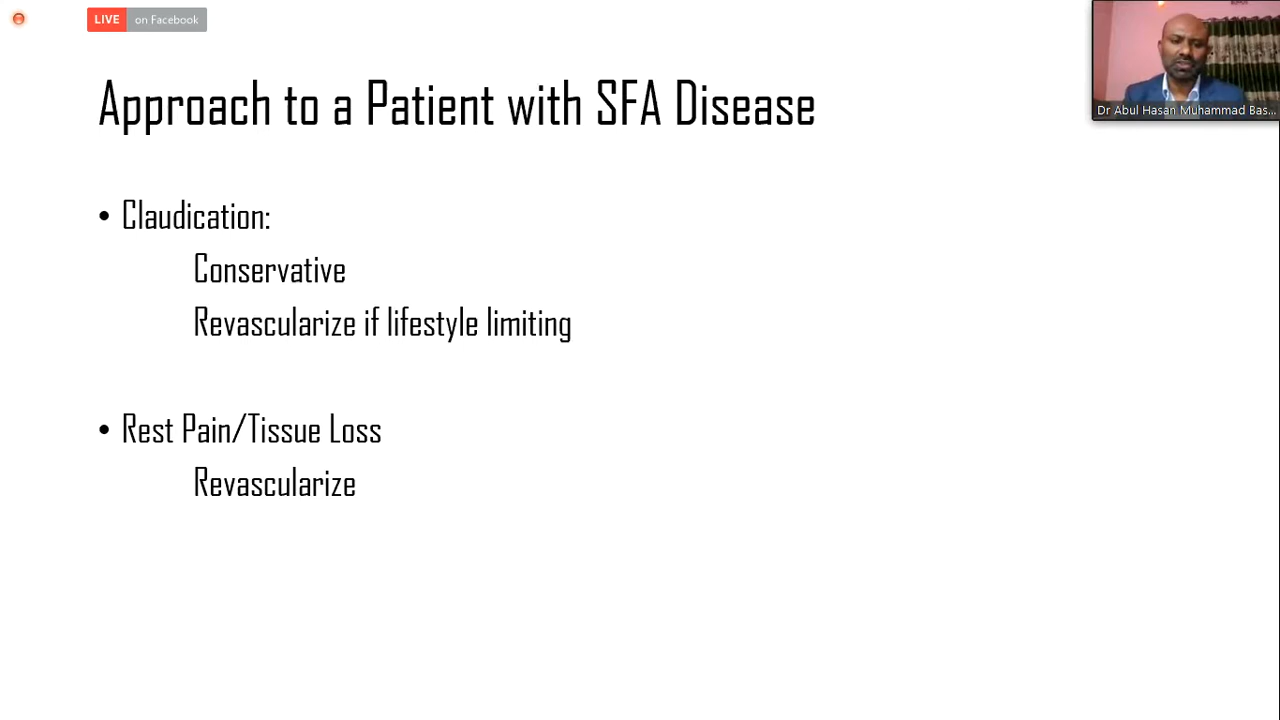 LIVE on Facebook
Dr Abul Hasan Muhammad Bas...
Approach to a Patient with SFA Disease
• Claudication:
Conservative
Revascularize if lifestyle limiting
• Rest Pain/Tissue Loss
Revascularize